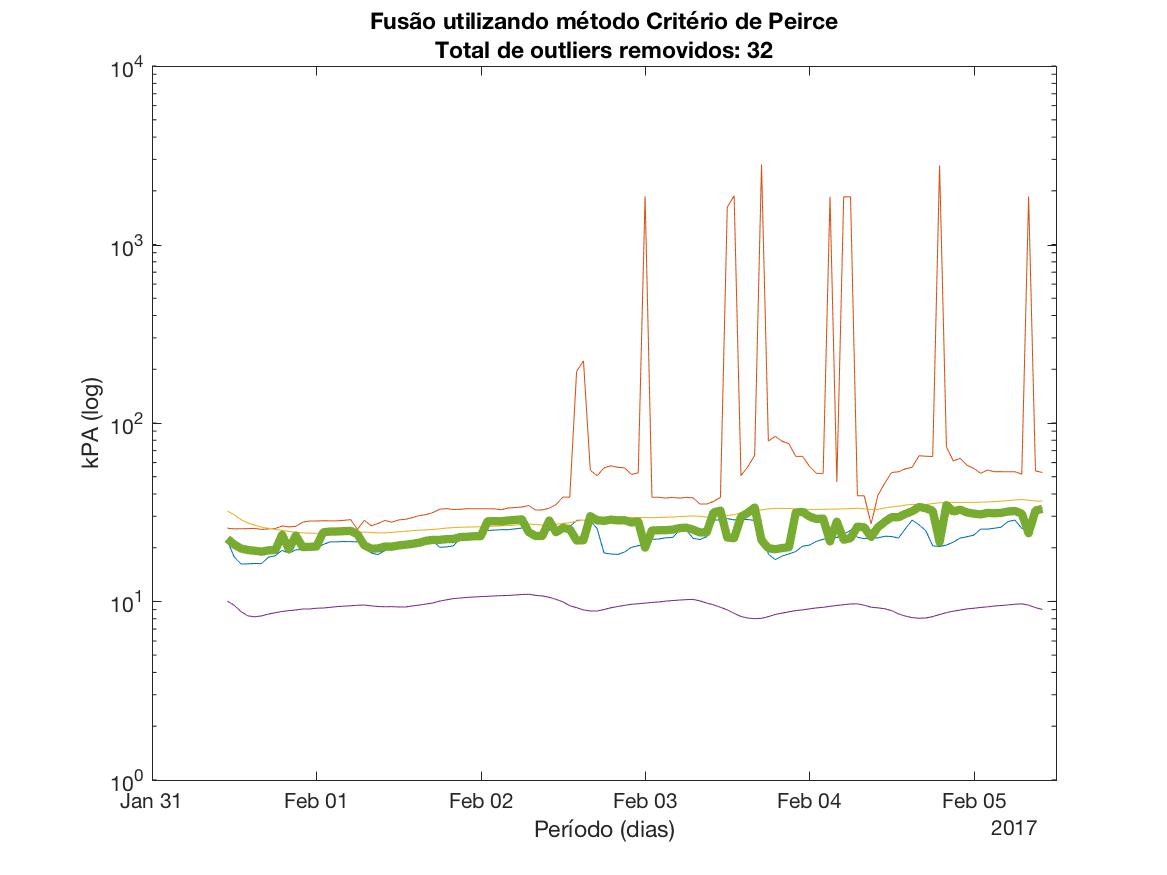 Fusão utilizando método Critério de Peirce
Total de outliers removidos: 32
10^4
10^3
10^2
10^1
10^0
kPA (log)
Jan 31 Feb 01 Feb 02 Feb 03 Feb 04 Feb 05
Período (dias)
2017